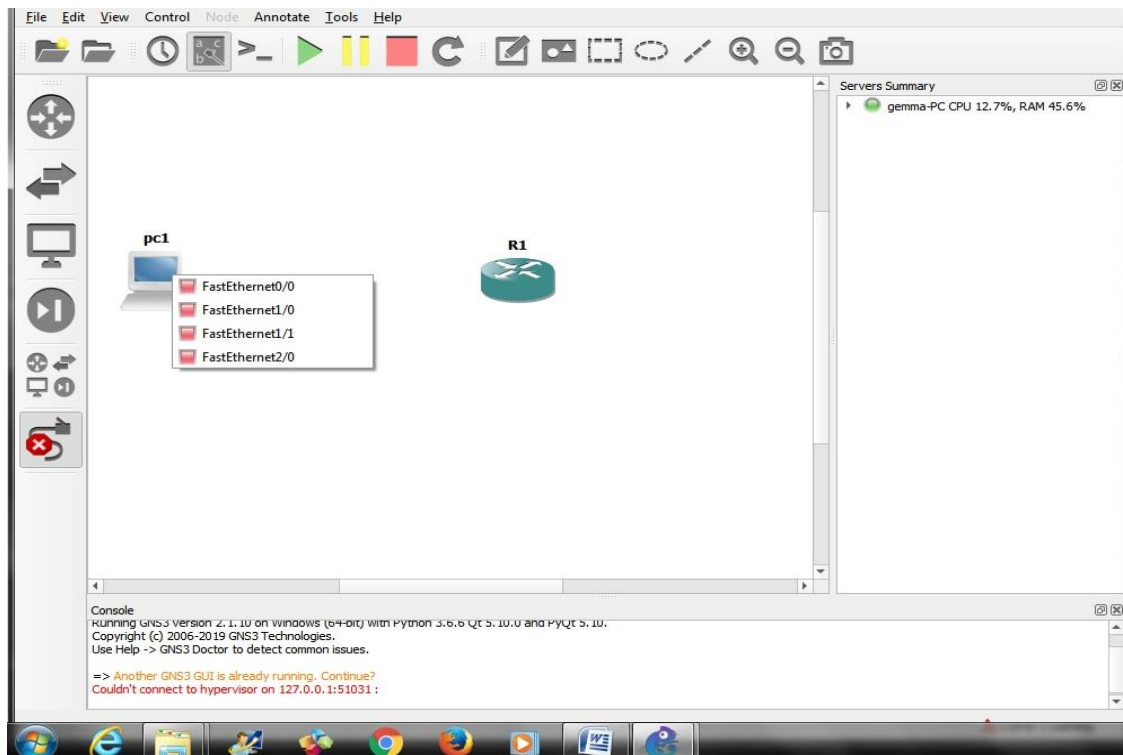 File Edit View Control Node Annotate Tools Help
Servers Summary
gemma-PC CPU 12.7%, RAM 45.6%
pc1
R1
FastEthernet0/0
FastEthernet1/0
FastEthernet1/1
FastEthernet2/0
Console
Running GNS3 version 2.1.10 on Windows (64-bit) with Python 3.6.6 Qt 5.10.0 and PyQt 5.10.
Copyright (c) 2006-2019 GNS3 Technologies.
Use Help -> GNS3 Doctor to detect common issues.
=> Another GNS3 GUI is already running. Continue?
Couldn't connect to hypervisor on 127.0.0.1:51031 :